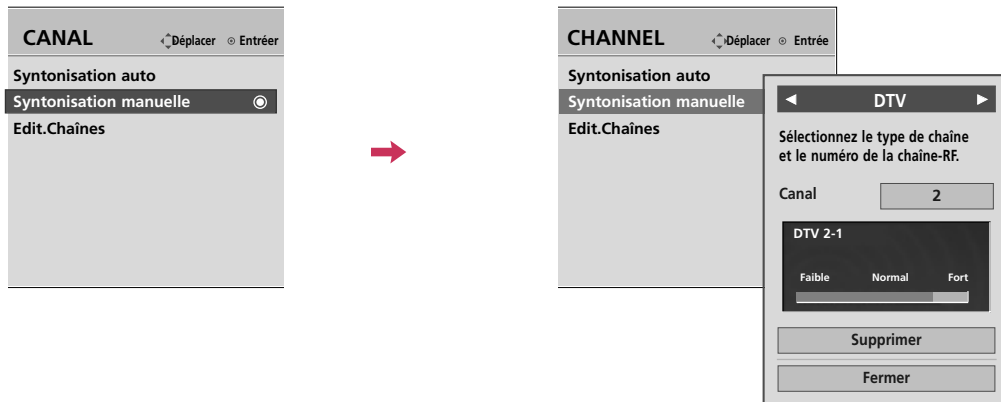 CANAL Déplacer Entréer
Syntonisation auto
Syntonisation manuelle
Edit.Chaînes
CHANNEL Déplacer Entrée
Syntonisation auto
Syntonisation manuelle
Edit.Chaînes
DTV
Sélectionnez le type de chaîne
et le numéro de la chaîne-RF.
Canal 2
DTV 2-1
Faible Normal Fort
Supprimer
Fermer